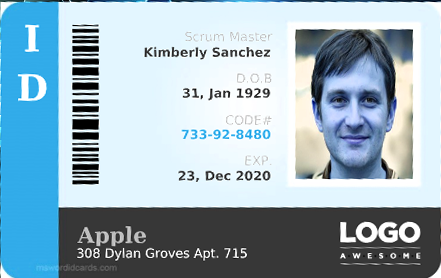 I
D
Scrum Master
Kimberly Sanchez
D.O.B
31, Jan 1929
CODE#
733-92-8480
EXP.
23, Dec 2020
Apple
308 Dylan Groves Apt. 715
LOGO
AWESOME
mswordidcards.com